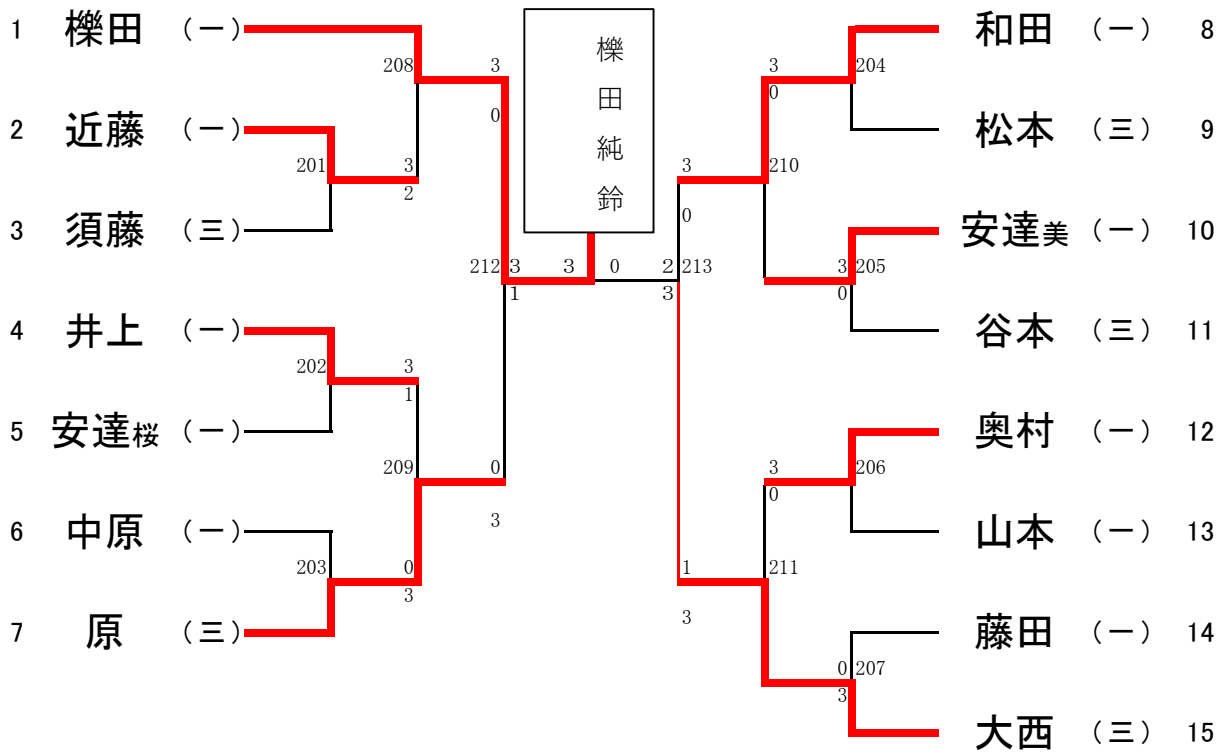 1 櫟田 （一）
208 3
0
2 近藤 （一）
201 3
2
3 須藤 （三）
212 3
1
4 井上 （一）
202 3
1
5 安達桜 （一）
209 0
3
6 中原 （一）
203 0
3
7 原 （三）
櫟田純鈴
3 0
和田 （一） 8
3 204
0
松本 （三） 9
3 210
0
安達美 （一） 10
3 205
0
谷本 （三） 11
2 213
3
奥村 （一） 12
3 206
0
山本 （一） 13
1 211
3
藤田 （一） 14
0 207
3
大西 （三） 15